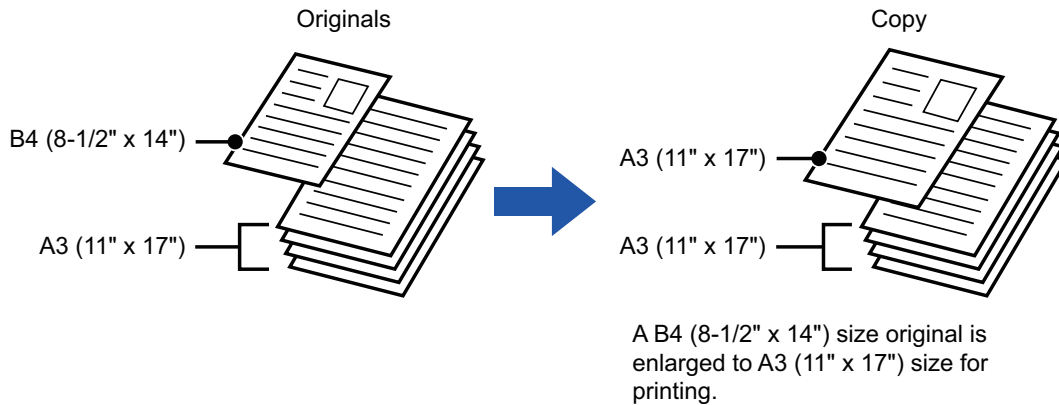 Originals
Copy
B4 (8-1/2" x 14")
A3 (11" x 17")
A3 (11" x 17")
A3 (11" x 17")
A B4 (8-1/2" x 14") size original is
enlarged to A3 (11" x 17") size for
printing.